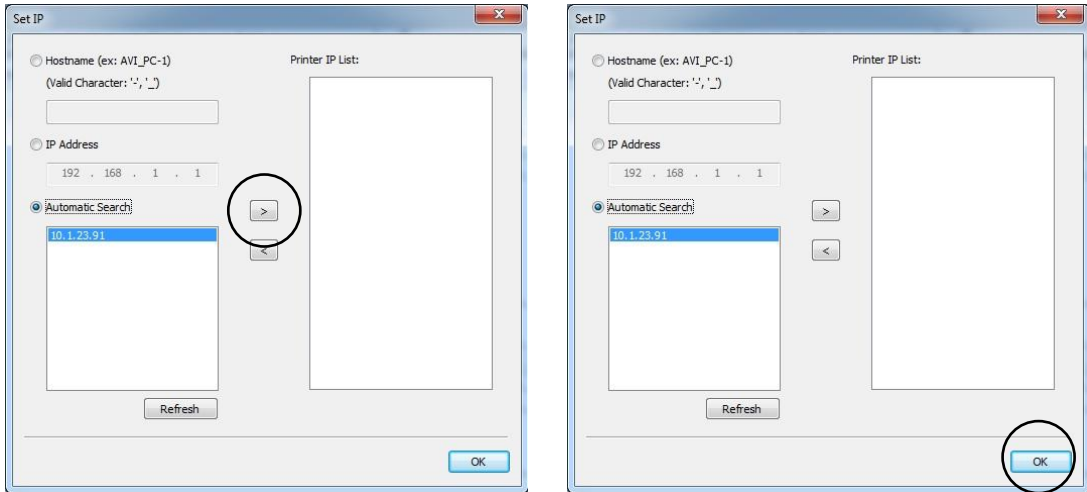 Set IP
Hostname (ex: AVI_PC-1)
(Valid Character: '-', '_')
IP Address
192 . 168 . 1 . 1
Automatic Search
10.1.23.91
Refresh
>
<
Printer IP List:
OK
Set IP
Hostname (ex: AVI_PC-1)
(Valid Character: '-', '_')
IP Address
192 . 168 . 1 . 1
Automatic Search
10.1.23.91
Refresh
>
<
Printer IP List:
OK